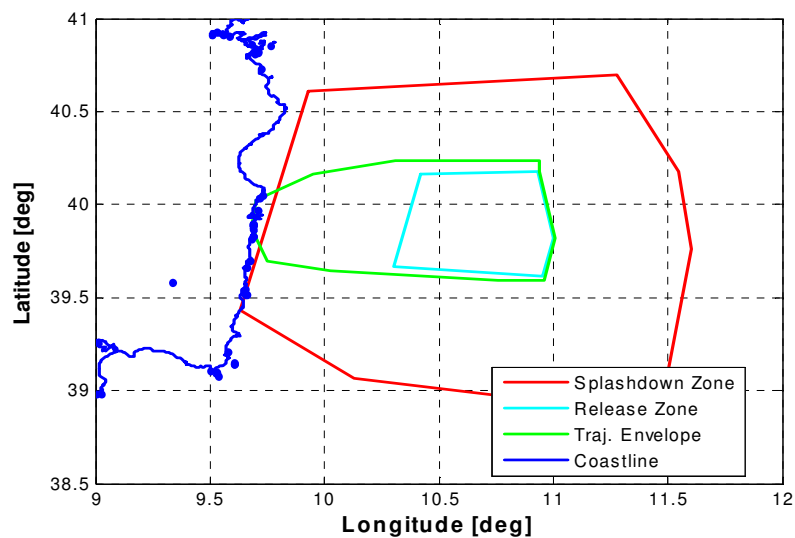 41
40.5
40
39.5
39
38.5
Latitude [deg]
9
9.5
10
10.5
11
11.5
12
Longitude [deg]
Splashdown Zone
Release Zone
Traj. Envelope
Coastline